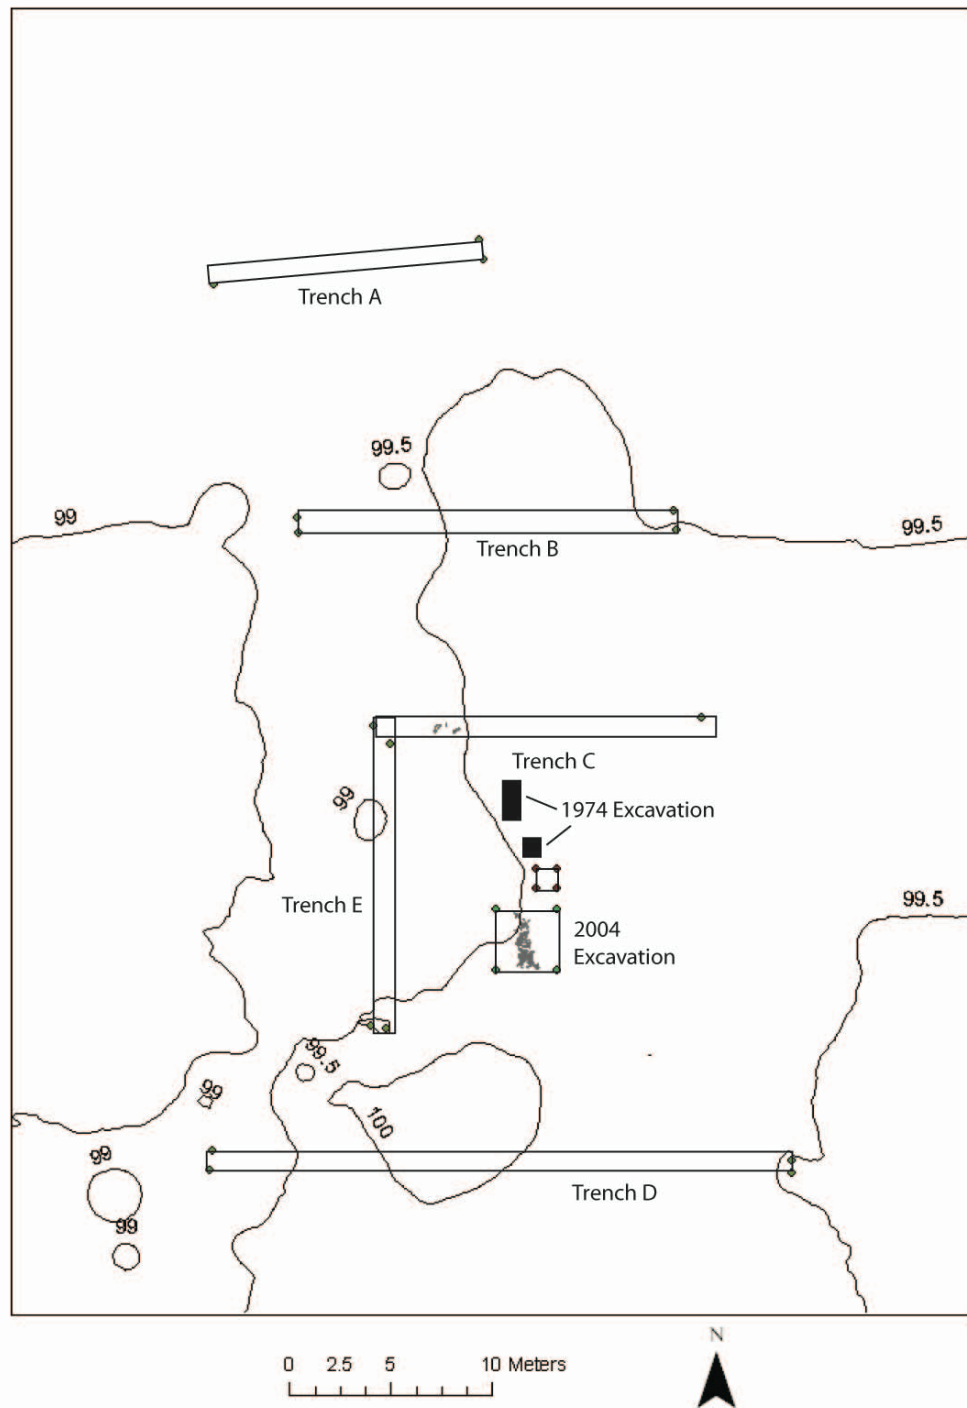 Trench A
99.5
99
99.5
Trench B
Trench C
99
1974 Excavation
Trench E
99.5
2004
Excavation
99.5
99
100
99
99
Trench D
N
0 2.5 5 10 Meters